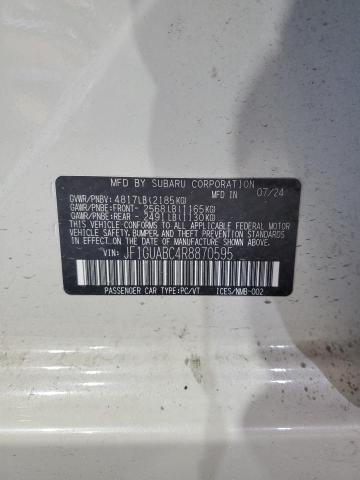 MFD BY SUBARU CORPORATION
GVWR/PNBV: 4817LB(2185KG) MFD IN 07/24
GAWR/PNBE:FRONT- 2568LB(1165KG)
GAWR/PNBE:REAR - 2491LB(1130KG)
THIS VEHICLE CONFORMS TO ALL APPLICABLE FEDERAL MOTOR
VEHICLE SAFETY, BUMPER AND THEFT PREVENTION STANDARDS
IN EFFECT ON THE DATE OF MANUFACTURE SHOWN ABOVE.
VIN: JF1GUABC4R8870595
PASSENGER CAR TYPE:PC/VT ICES/NMB-002